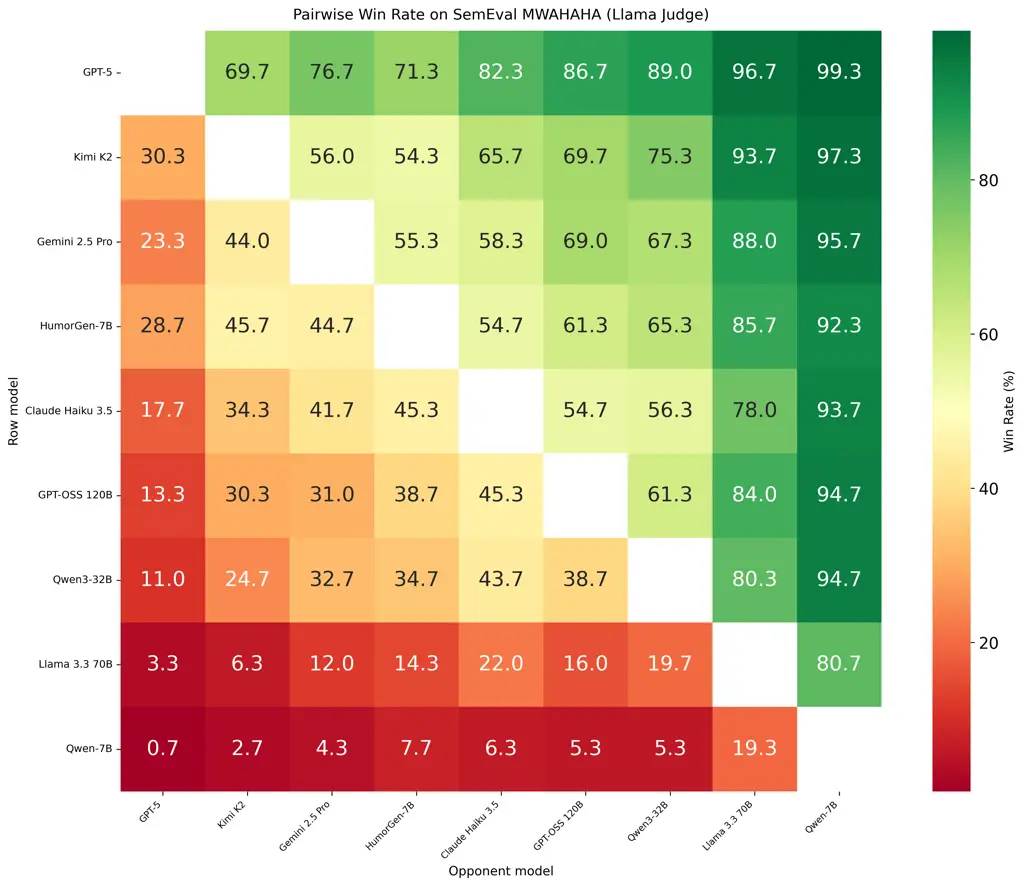 Pairwise Win Rate on SemEval MWAHAHA (Llama Judge)
GPT-5 69.7 76.7 71.3 82.3 86.7 89.0 96.7 99.3
Kimi K2 30.3 56.0 54.3 65.7 69.7 75.3 93.7 97.3
Gemini 2.5 Pro 23.3 44.0 55.3 58.3 69.0 67.3 88.0 95.7
HumorGen-7B 28.7 45.7 44.7 54.7 61.3 65.3 85.7 92.3
Claude Haiku 3.5 17.7 34.3 41.7 45.3 54.7 56.3 78.0 93.7
GPT-OSS 120B 13.3 30.3 31.0 38.7 45.3 61.3 84.0 94.7
Qwen3-32B 11.0 24.7 32.7 34.7 43.7 38.7 80.3 94.7
Llama 3.3 70B 3.3 6.3 12.0 14.3 22.0 16.0 19.7 80.7
Qwen-7B 0.7 2.7 4.3 7.7 6.3 5.3 5.3 19.3
GPT-5 Kimi K2 Gemini 2.5 Pro HumorGen-7B Claude Haiku 3.5 GPT-OSS 120B Qwen3-32B Llama 3.3 70B Qwen-7B
Opponent model
Row model
80
60
40
20
Win Rate (%)